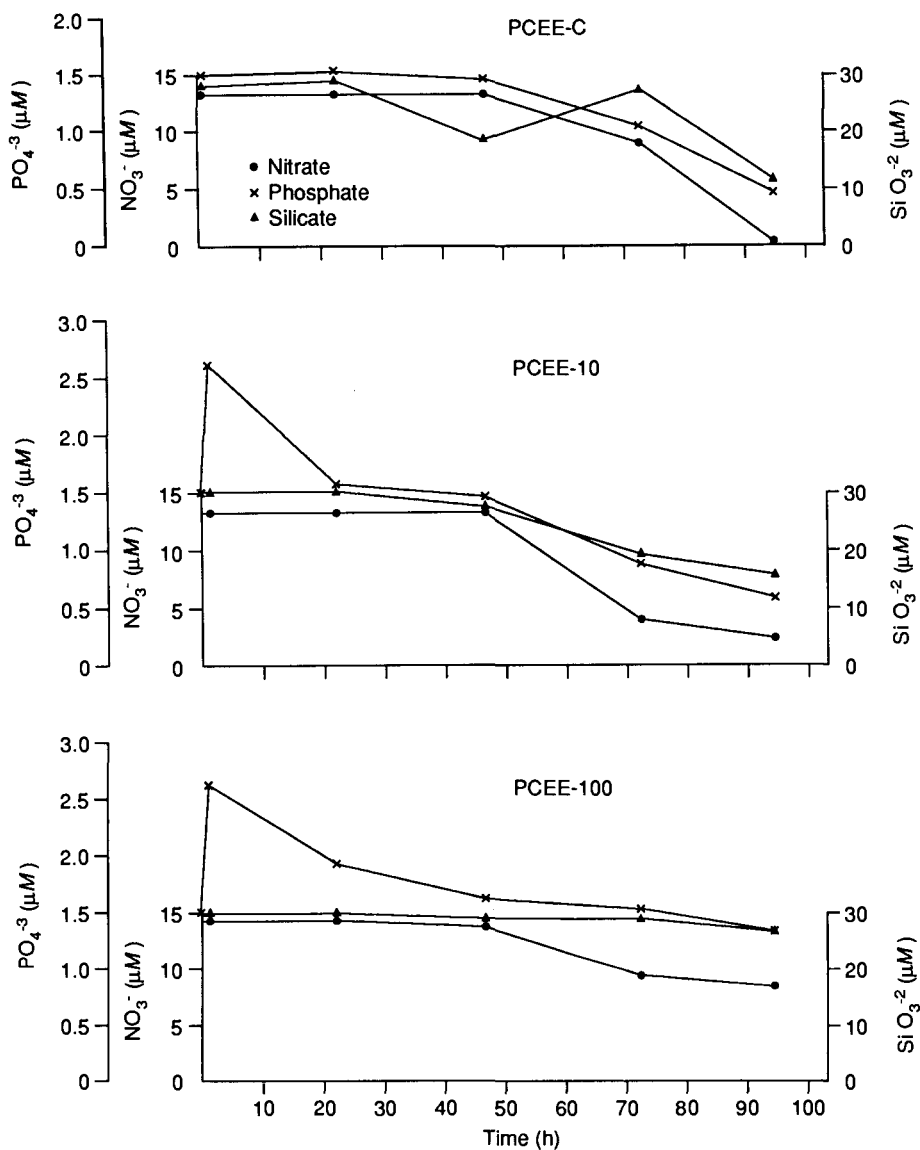 PCEE-C
PO₄⁻³ (μM)
2.0
1.5
1.0
0.5
0
NO₃⁻ (μM)
15
10
5
0
Nitrate
Phosphate
Silicate
30
20
10
0
Si O₃⁻² (μM)
PCEE-10
PO₄⁻³ (μM)
3.0
2.5
2.0
1.5
1.0
0.5
0
NO₃⁻ (μM)
15
10
5
0
30
20
10
0
Si O₃⁻² (μM)
PCEE-100
PO₄⁻³ (μM)
3.0
2.5
2.0
1.5
1.0
0.5
0
NO₃⁻ (μM)
15
10
5
0
30
20
10
0
Si O₃⁻² (μM)
10 20 30 40 50 60 70 80 90 100
Time (h)